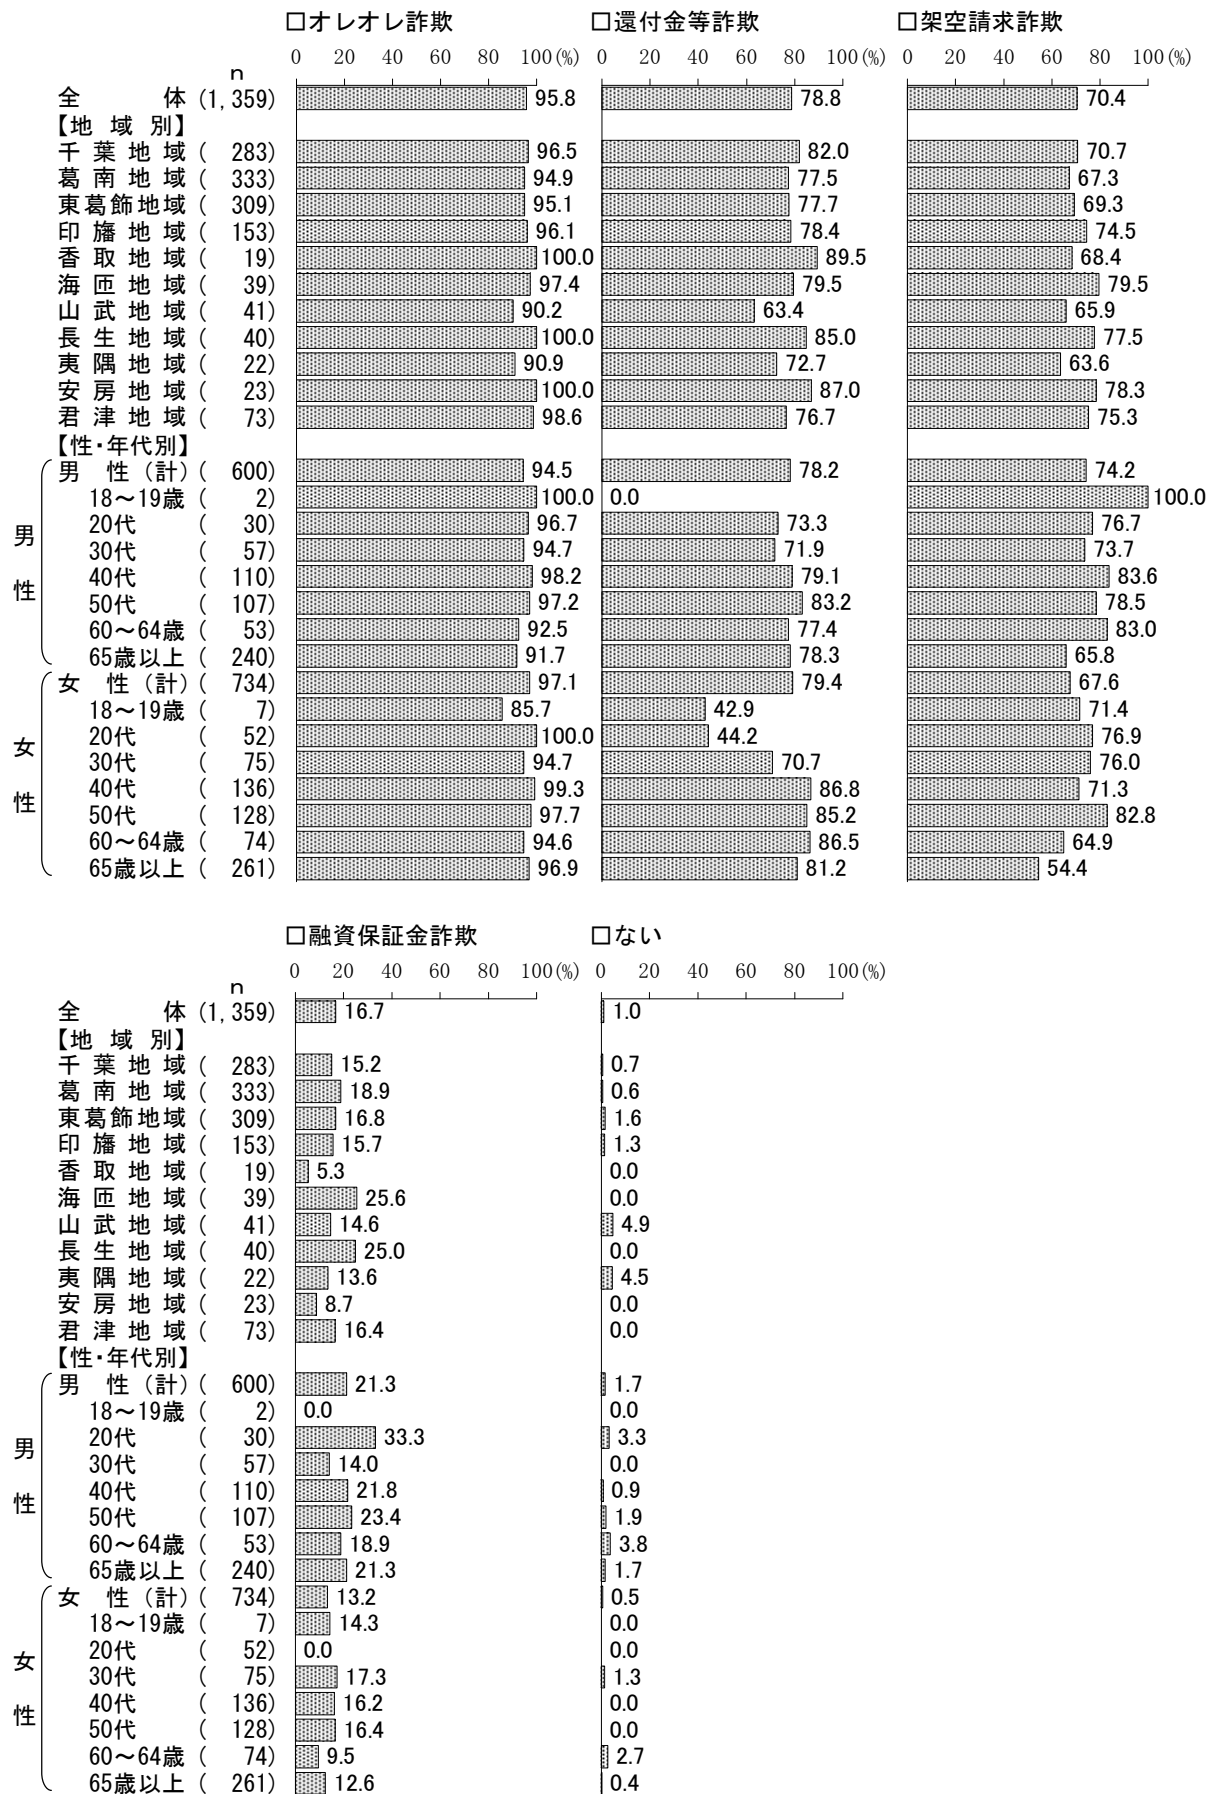 □オレオレ詐欺 □還付金等詐欺 □架空請求詐欺
0 20 40 60 80 100(%) 0 20 40 60 80 100(%) 0 20 40 60 80 100(%)
n
全体(1,359) 95.8 78.8 70.4
【地域別】
千葉地域(283) 96.5 82.0 70.7
葛南地域(333) 94.9 77.5 67.3
東葛飾地域(309) 95.1 77.7 69.3
印旛地域(153) 96.1 78.4 74.5
香取地域(19) 100.0 89.5 68.4
海匝地域(39) 97.4 79.5 79.5
山武地域(41) 90.2 63.4 65.9
長生地域(40) 100.0 85.0 77.5
夷隅地域(22) 90.9 72.7 63.6
安房地域(23) 100.0 87.0 78.3
君津地域(73) 98.6 76.7 75.3
【性・年代別】
男性(計)(600) 94.5 78.2 74.2
18〜19歳(2) 100.0 0.0 100.0
20代(30) 96.7 73.3 76.7
男
30代(57) 94.7 71.9 73.7
40代(110) 98.2 79.1 83.6
性
50代(107) 97.2 83.2 78.5
60〜64歳(53) 92.5 77.4 83.0
65歳以上(240) 91.7 78.3 65.8
女性(計)(734) 97.1 79.4 67.6
18〜19歳(7) 85.7 42.9 71.4
20代(52) 100.0 44.2 76.9
女
30代(75) 94.7 70.7 76.0
40代(136) 99.3 86.8 71.3
性
50代(128) 97.7 85.2 82.8
60〜64歳(74) 94.6 86.5 64.9
65歳以上(261) 96.9 81.2 54.4
□融資保証金詐欺 □ない
0 20 40 60 80 100(%) 0 20 40 60 80 100(%)
n
全体(1,359) 16.7 1.0
【地域別】
千葉地域(283) 15.2 0.7
葛南地域(333) 18.9 0.6
東葛飾地域(309) 16.8 1.6
印旛地域(153) 15.7 1.3
香取地域(19) 5.3 0.0
海匝地域(39) 25.6 0.0
山武地域(41) 14.6 4.9
長生地域(40) 25.0 0.0
夷隅地域(22) 13.6 4.5
安房地域(23) 8.7 0.0
君津地域(73) 16.4 0.0
【性・年代別】
男性(計)(600) 21.3 1.7
18〜19歳(2) 0.0 0.0
20代(30) 33.3 3.3
男
30代(57) 14.0 0.0
40代(110) 21.8 0.9
性
50代(107) 23.4 1.9
60〜64歳(53) 18.9 3.8
65歳以上(240) 21.3 1.7
女性(計)(734) 13.2 0.5
18〜19歳(7) 14.3 0.0
20代(52) 0.0 0.0
女
30代(75) 17.3 1.3
40代(136) 16.2 0.0
性
50代(128) 16.4 0.0
60〜64歳(74) 9.5 2.7
65歳以上(261) 12.6 0.4